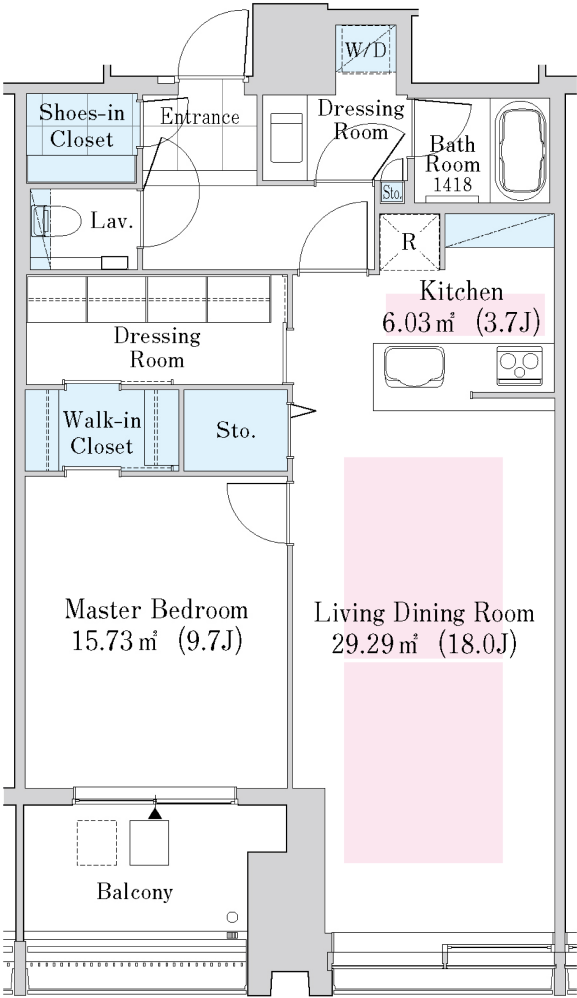 W/D
Shoes-in
Closet
Entrance
Dressing
Room
Bath
Room
1418
Sto.
Lav.
R
Kitchen
6.03㎡ (3.7J)
Dressing
Room
Walk-in
Closet
Sto.
Master Bedroom
15.73㎡ (9.7J)
Living Dining Room
29.29㎡ (18.0J)
Balcony